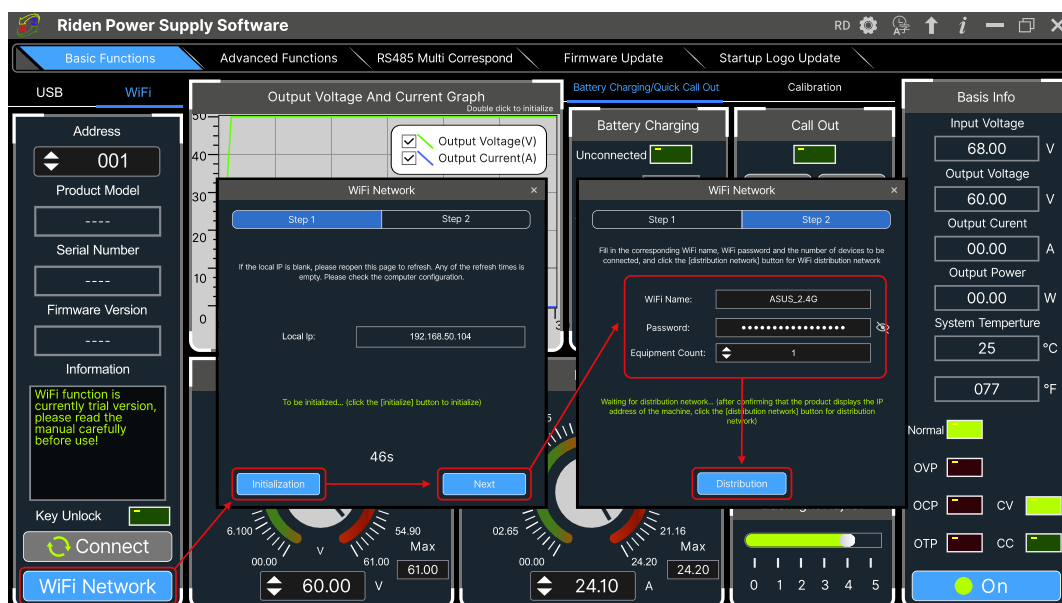 Riden Power Supply Software
RD
Basic Functions
Advanced Functions
RS485 Multi Correspond
Firmware Update
Startup Logo Update
USB
WiFi
Address
001
Product Model
----
Serial Number
----
Firmware Version
----
Information
WiFi function is
currently trial version,
please read the
manual carefully
before use!
Key Unlock
Connect
WiFi Network
Output Voltage And Current Graph
Double dick to initialize
Output Voltage(V)
Output Current(A)
50
40
30
20
10
0
WiFi Network
×
Step 1
Step 2
If the local IP is blank, please reopen this page to refresh. Any of the refresh times is
empty. Please check the computer configuration.
Local Ip:
192.168.50.104
To be initialized... (click the [initialize] button to initialize)
46s
Initialization
Next
6.100
54.90
00.00
V
61.00
Max
61.00
60.00
V
Battery Charging/Quick Call Out
Calibration
Battery Charging
Unconnected
Call Out
WiFi Network
×
Step 1
Step 2
Fill in the corresponding WiFi name, WiFi password and the number of devices to be
connected, and click the [distribution network] button for WiFi distribution network
WiFi Name:
ASUS_2.4G
Password:
Equipment Count:
1
Waiting for distribution network... (after confirming that the product displays the IP
address of the machine, click the [distribution network] button for distribution
network)
Distribution
02.65
21.16
00.00
A
24.20
Max
24.20
24.10
A
0 1 2 3 4 5
Basis Info
Input Voltage
68.00
V
Output Voltage
60.00
V
Output Curent
00.00
A
Output Power
00.00
W
System Temperture
25
°C
077
°F
Normal
OVP
OCP
CV
OTP
CC
On